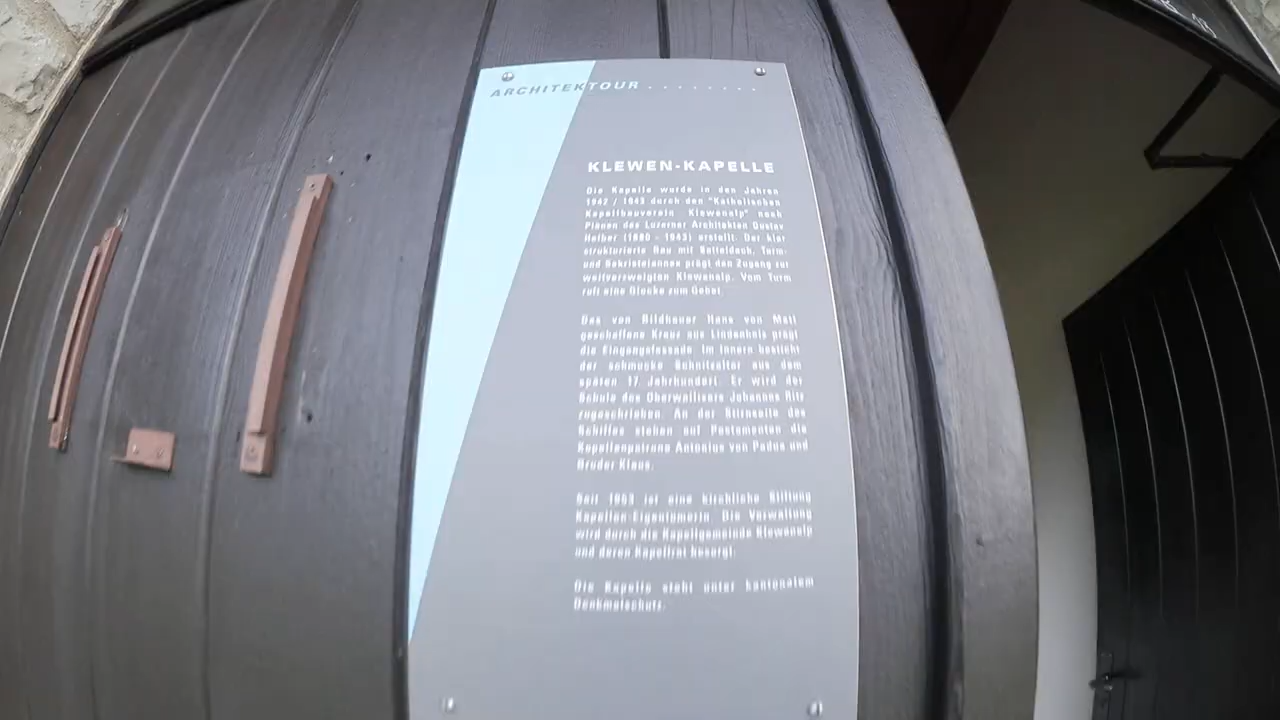 ARCHITEKTOUR ........
KLEWEN-KAPELLE
Die Kapelle wurde in den Jahren
1942 / 1943 durch den "Katholischen
Kapellbauverein Klewenalp" nach
Plänen des Luzerner Architekten Gustav
(1880 - 1943) erstellt. Der klar
strukturierte Bau mit Satteldach, Turm-
und Sakristeianbau prägt den Zugang zur
weitverzweigten Klewenalp. Vom Turm
ruft eine Glocke zum Gebet.
Das von Bildhauer Hans von Matt
geschaffene Kreuz aus Lindenholz prägt
die Eingangsfassade. Im Innern besticht
der schmucke Schnitzaltar aus dem
späten 17. Jahrhundert. Er wird der
Schule des Oberwallisers Johannes Ritz
zugeschrieben. An der Stirnseite des
Schiffes stehen auf Postamenten die
Kapellenpatrone Antonius von Padua und
Bruder Klaus.
Seit 1963 ist eine kirchliche Stiftung
Kapellen-Eigentümerin. Die Verwaltung
wird durch die Kapellgemeinde Klewenalp
und deren Kapellrat besorgt.
Die Kapelle steht unter kantonalem
Denkmalschutz.